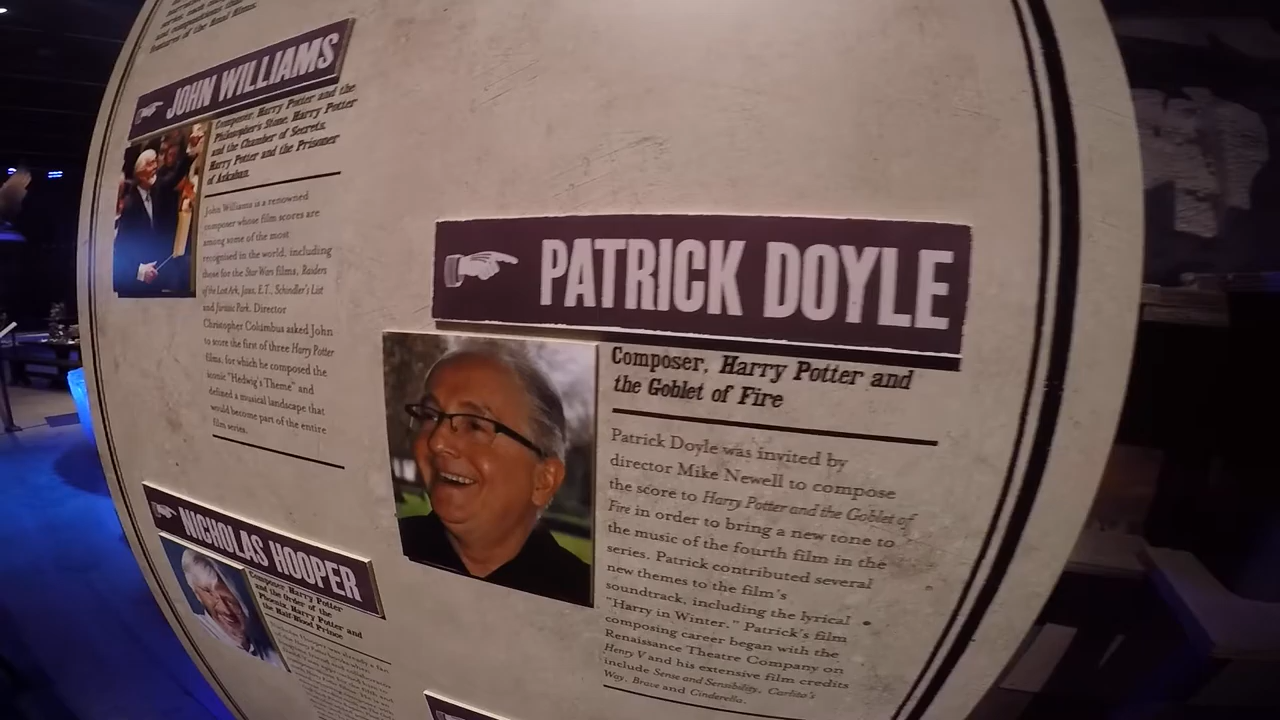 JOHN WILLIAMS
Composer, Harry Potter and the
Philosopher's Stone, Harry Potter
and the Chamber of Secrets,
Harry Potter and the Prisoner
of Azkaban.
John Williams is a renowned
composer whose film scores are
among some of the most
recognised in the world, including
those for the Star Wars films, Raiders
of the Lost Ark, Jaws, E.T., Schindler's List
and Jurassic Park. Director
Christopher Columbus asked John
to score the first of three Harry Potter
films, for which he composed the
iconic "Hedwig's Theme" and
defined a musical landscape that
would become part of the entire
film series.
PATRICK DOYLE
Composer, Harry Potter and
the Goblet of Fire
Patrick Doyle was invited by
director Mike Newell to compose
the score to Harry Potter and the Goblet of
Fire in order to bring a new tone to
the music of the fourth film in the
series. Patrick contributed several
new themes to the film's
soundtrack, including the lyrical
"Harry in Winter." Patrick's film
composing career began with the
Renaissance Theatre Company on
Henry V and his extensive film credits
include Sense and Sensibility, Carlito's
Way, Brave and Cinderella.
NICHOLAS HOOPER
Composer, Harry Potter
and the Order of the
Phoenix, Harry Potter and
the Half-Blood Prince